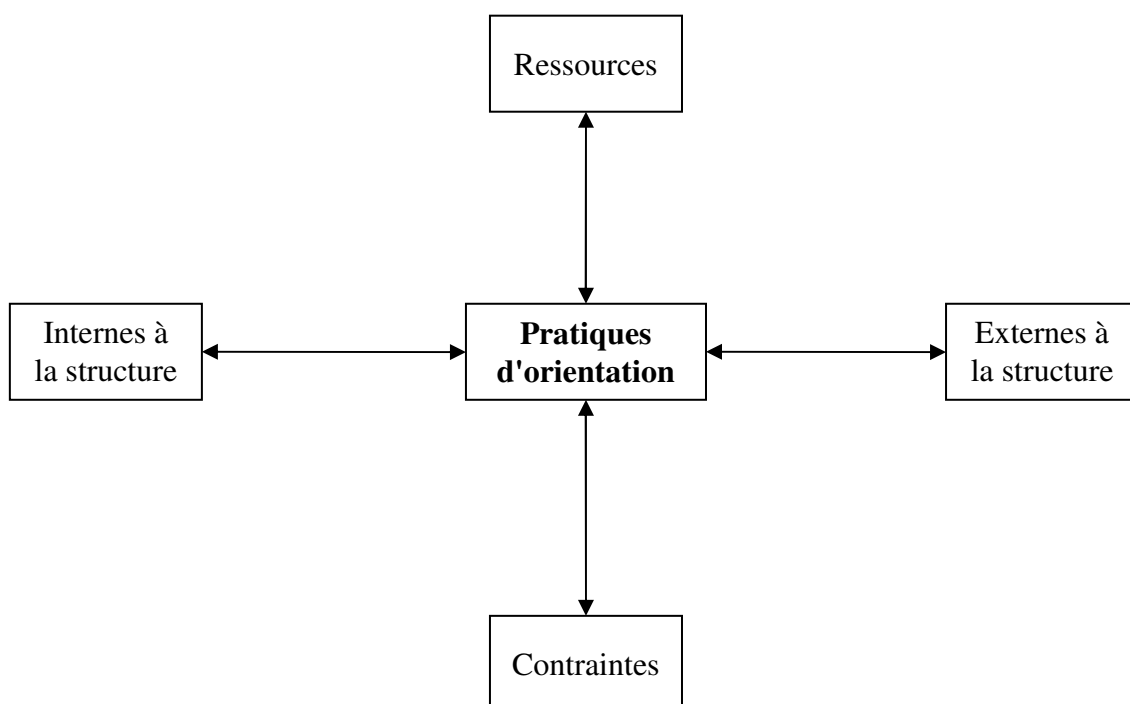 Ressources
Internes à
la structure
Pratiques
d'orientation
Externes à
la structure
Contraintes